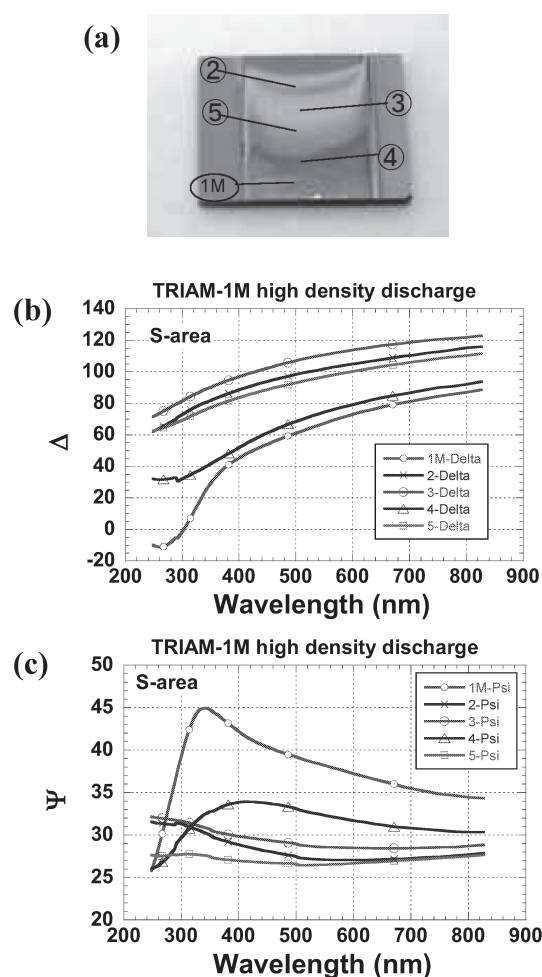 (a)
②
③
⑤
④
1M
(b)
TRIAM-1M high density discharge
S-area
140
120
100
80
60
40
20
0
-20
Δ
1M-Delta
2-Delta
3-Delta
4-Delta
5-Delta
200 300 400 500 600 700 800 900
Wavelength (nm)
(c)
TRIAM-1M high density discharge
S-area
50
45
40
35
30
25
20
Ψ
1M-Psi
2-Psi
3-Psi
4-Psi
5-Psi
200 300 400 500 600 700 800 900
Wavelength (nm)